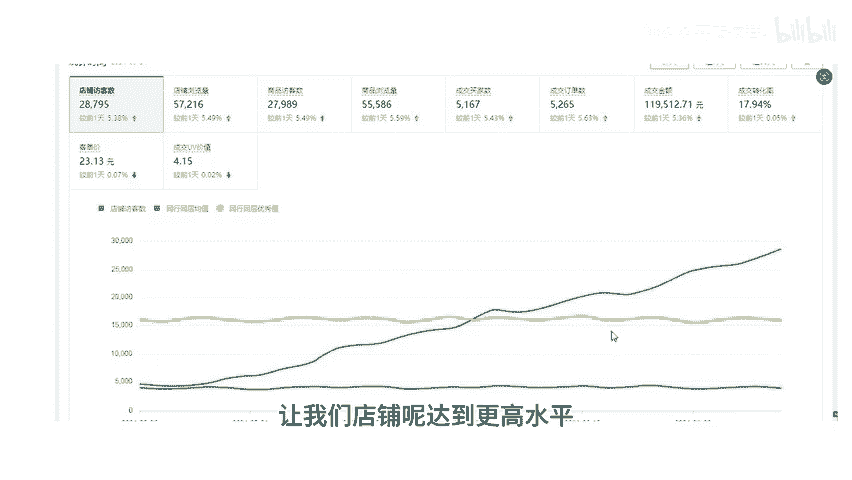 bilibili
店铺访客数 店铺浏览量 商品访客数 商品浏览量 成交买家数 成交订单数 成交金额 成交转化率
28,795 57,216 27,989 55,586 5,167 5,265 119,512.71 元 17.94%
较前1天 5.38% 较前1天 5.49% 较前1天 5.49% 较前1天 5.59% 较前1天 5.43% 较前1天 5.63% 较前1天 5.36% 较前1天 0.05%
客单价 成交UV价值
23.13 元 4.15
较前1天 0.07% 较前1天 0.02%
店铺访客数 同行同层均值 同行同层优秀值
30,000
25,000
20,000
15,000
10,000
5,000
0
让我们店铺呢达到更高水平